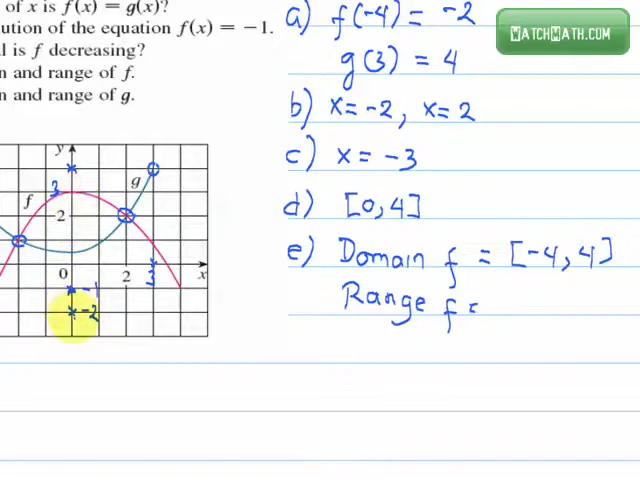 of x is f(x) = g(x)?
ution of the equation f(x) = −1.
l is f decreasing?
n and range of f.
n and range of g.
a) f(-4) = -2
g(3) = 4
b) x = -2, x = 2
c) x = -3
d) [0,4]
e) Domain f = [-4,4]
Range f =
WATCHMATH.COM
y
3
f
g
2
0
2
3
x
-1
-2